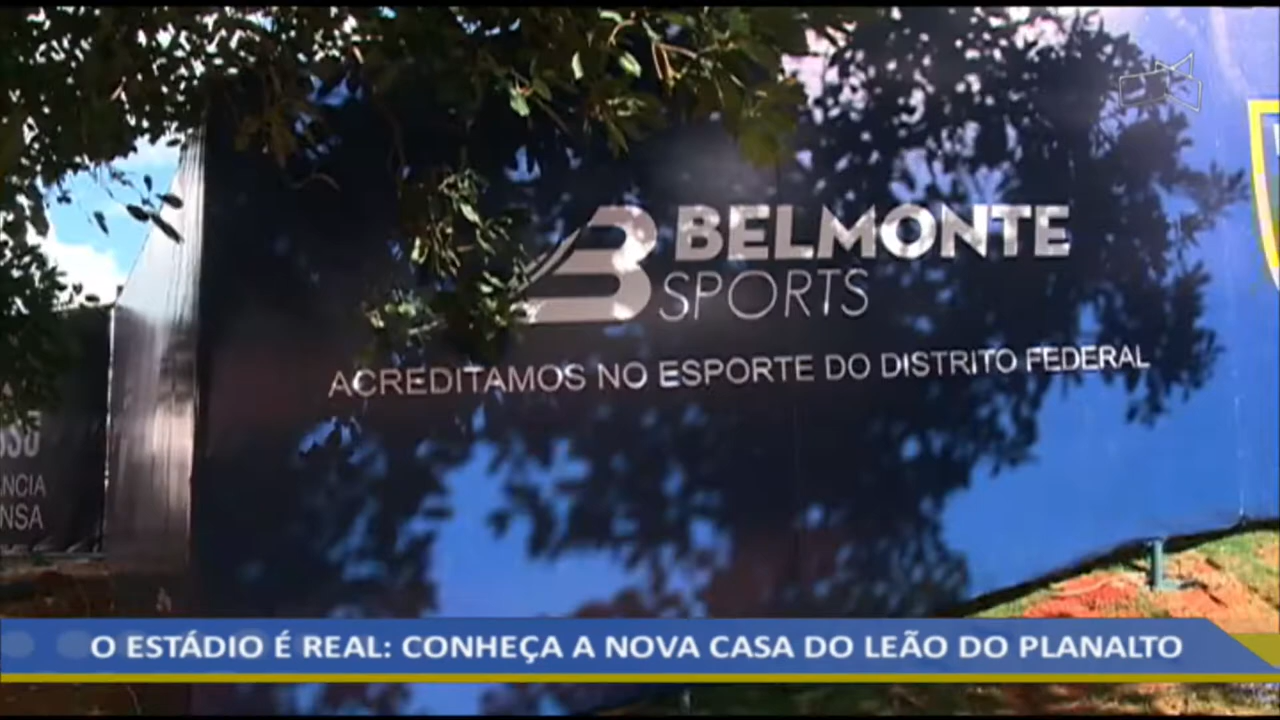 BELMONTE
SPORTS
ACREDITAMOS NO ESPORTE DO DISTRITO FEDERAL
O ESTÁDIO É REAL: CONHEÇA A NOVA CASA DO LEÃO DO PLANALTO